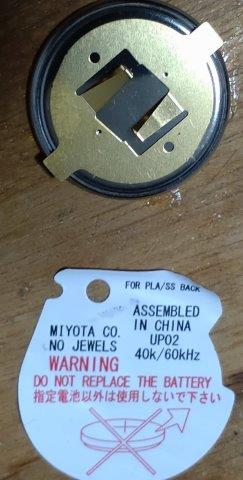 FOR PLA/SS BACK
ASSEMBLED
MIYOTA CO. IN CHINA
NO JEWELS UP02
WARNING 40k/60kHz
DO NOT REPLACE THE BATTERY
指定電池以外は使用しないで下さい